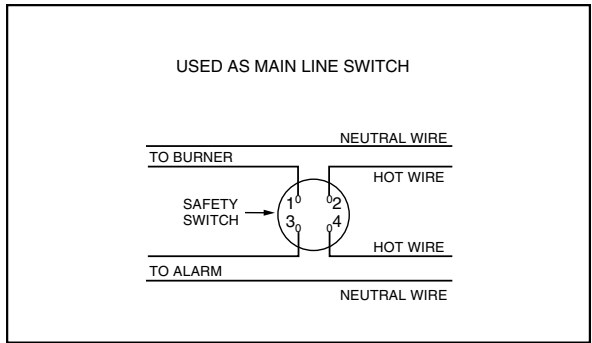 USED AS MAIN LINE SWITCH
NEUTRAL WIRE
TO BURNER
HOT WIRE
SAFETY
SWITCH
1 2
3 4
HOT WIRE
TO ALARM
NEUTRAL WIRE